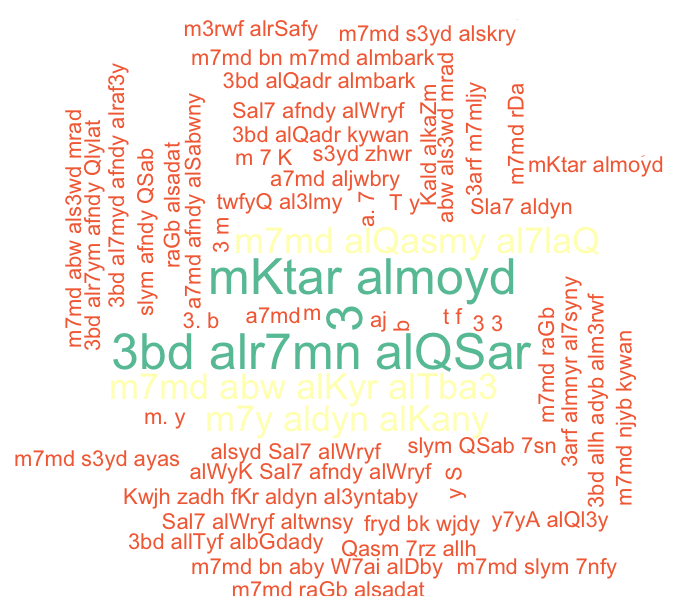 m3rwf alrSafy
m7md s3yd alskry
m7md bn m7md almbark
3bd alQadr almbark
Sal7 afndy alWryf
3bd alQadr kywan
m 7 K
s3yd zhwr
a7md aljwbry
twfyQ al3lmy
m7md abw als3wd mrad
3bd alr7ym afndy QIylat
3bd al7myd afndy alraf3y
slym afndy QSab
raGb alsadat
a7md afndy alSabwny
3 m
a. 7
T y
Kald alkaZm
abw als3wd mrad
3arf m7mljy
m7md rDa
mKtar almoyd
Sla7 aldyn
m7md alQasmy al7laQ
mKtar almoyd
3. b
a7md
m
3
aj
b
t f
3 3
3bd alr7mn alQSar
m7md abw alKyr alTba3
m. y
m7y aldyn alKany
m7md raGb
3arf almnyr al7syny
3bd allh adyb alm3rwf
m7md njyb kywan
m7md s3yd ayas
alsyd Sal7 alWryf
slym QSab 7sn
alWyK Sal7 afndy alWryf
y S
Kwjh zadh fKr aldyn al3yntaby
Sal7 alWryf altwnsy
fryd bk wjdy
y7yA alQl3y
3bd allTyf albGdady
Qasm 7rz allh
m7md bn aby W7ai alDby
m7md slym 7nfy
m7md raGb alsadat